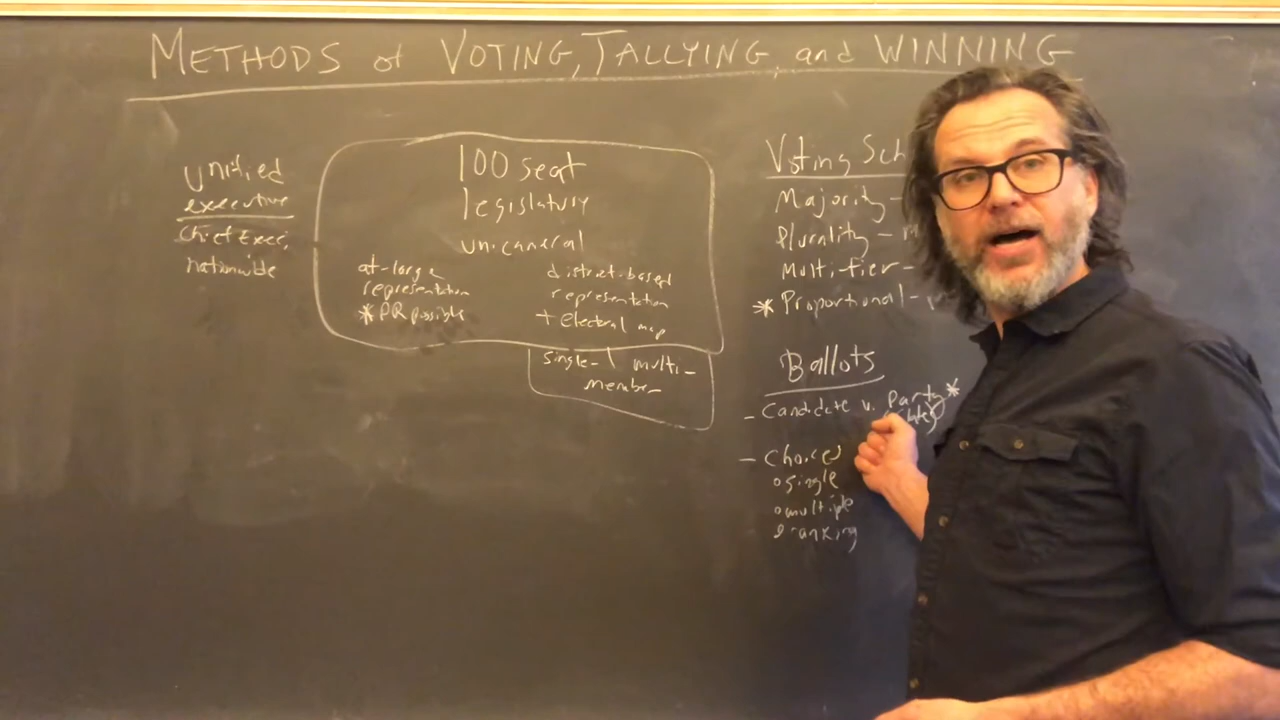 METHODS of VOTING, TALLYING, and WINNING
Unified
executive
Chief Exec.
nationwide
100 seat
legislatury
unicameral
at-large
representation
*PR possible
district-based
representation
+ electoral map
single- / multi-
member
Voting Sch
Majority -
Plurality -
Multi-tier -
* Proportional - p
Ballots
- Candidate v. Party*
- Choices
o single
o multiple
o ranking